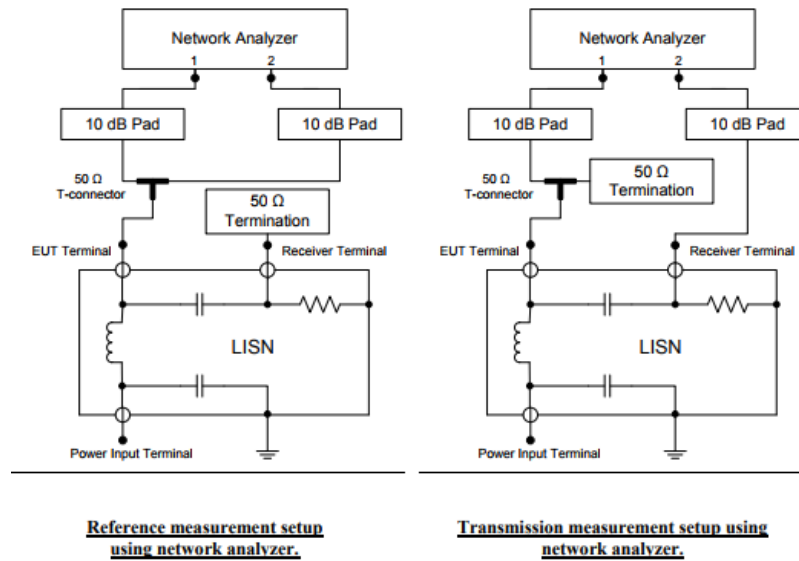 Network Analyzer
1 2
10 dB Pad 10 dB Pad
50 Ω
T-connector
50 Ω
Termination
EUT Terminal
Receiver Terminal
LISN
Power Input Terminal
Reference measurement setup
using network analyzer.
Network Analyzer
1 2
10 dB Pad 10 dB Pad
50 Ω
T-connector
50 Ω
Termination
EUT Terminal
Receiver Terminal
LISN
Power Input Terminal
Transmission measurement setup using
network analyzer.